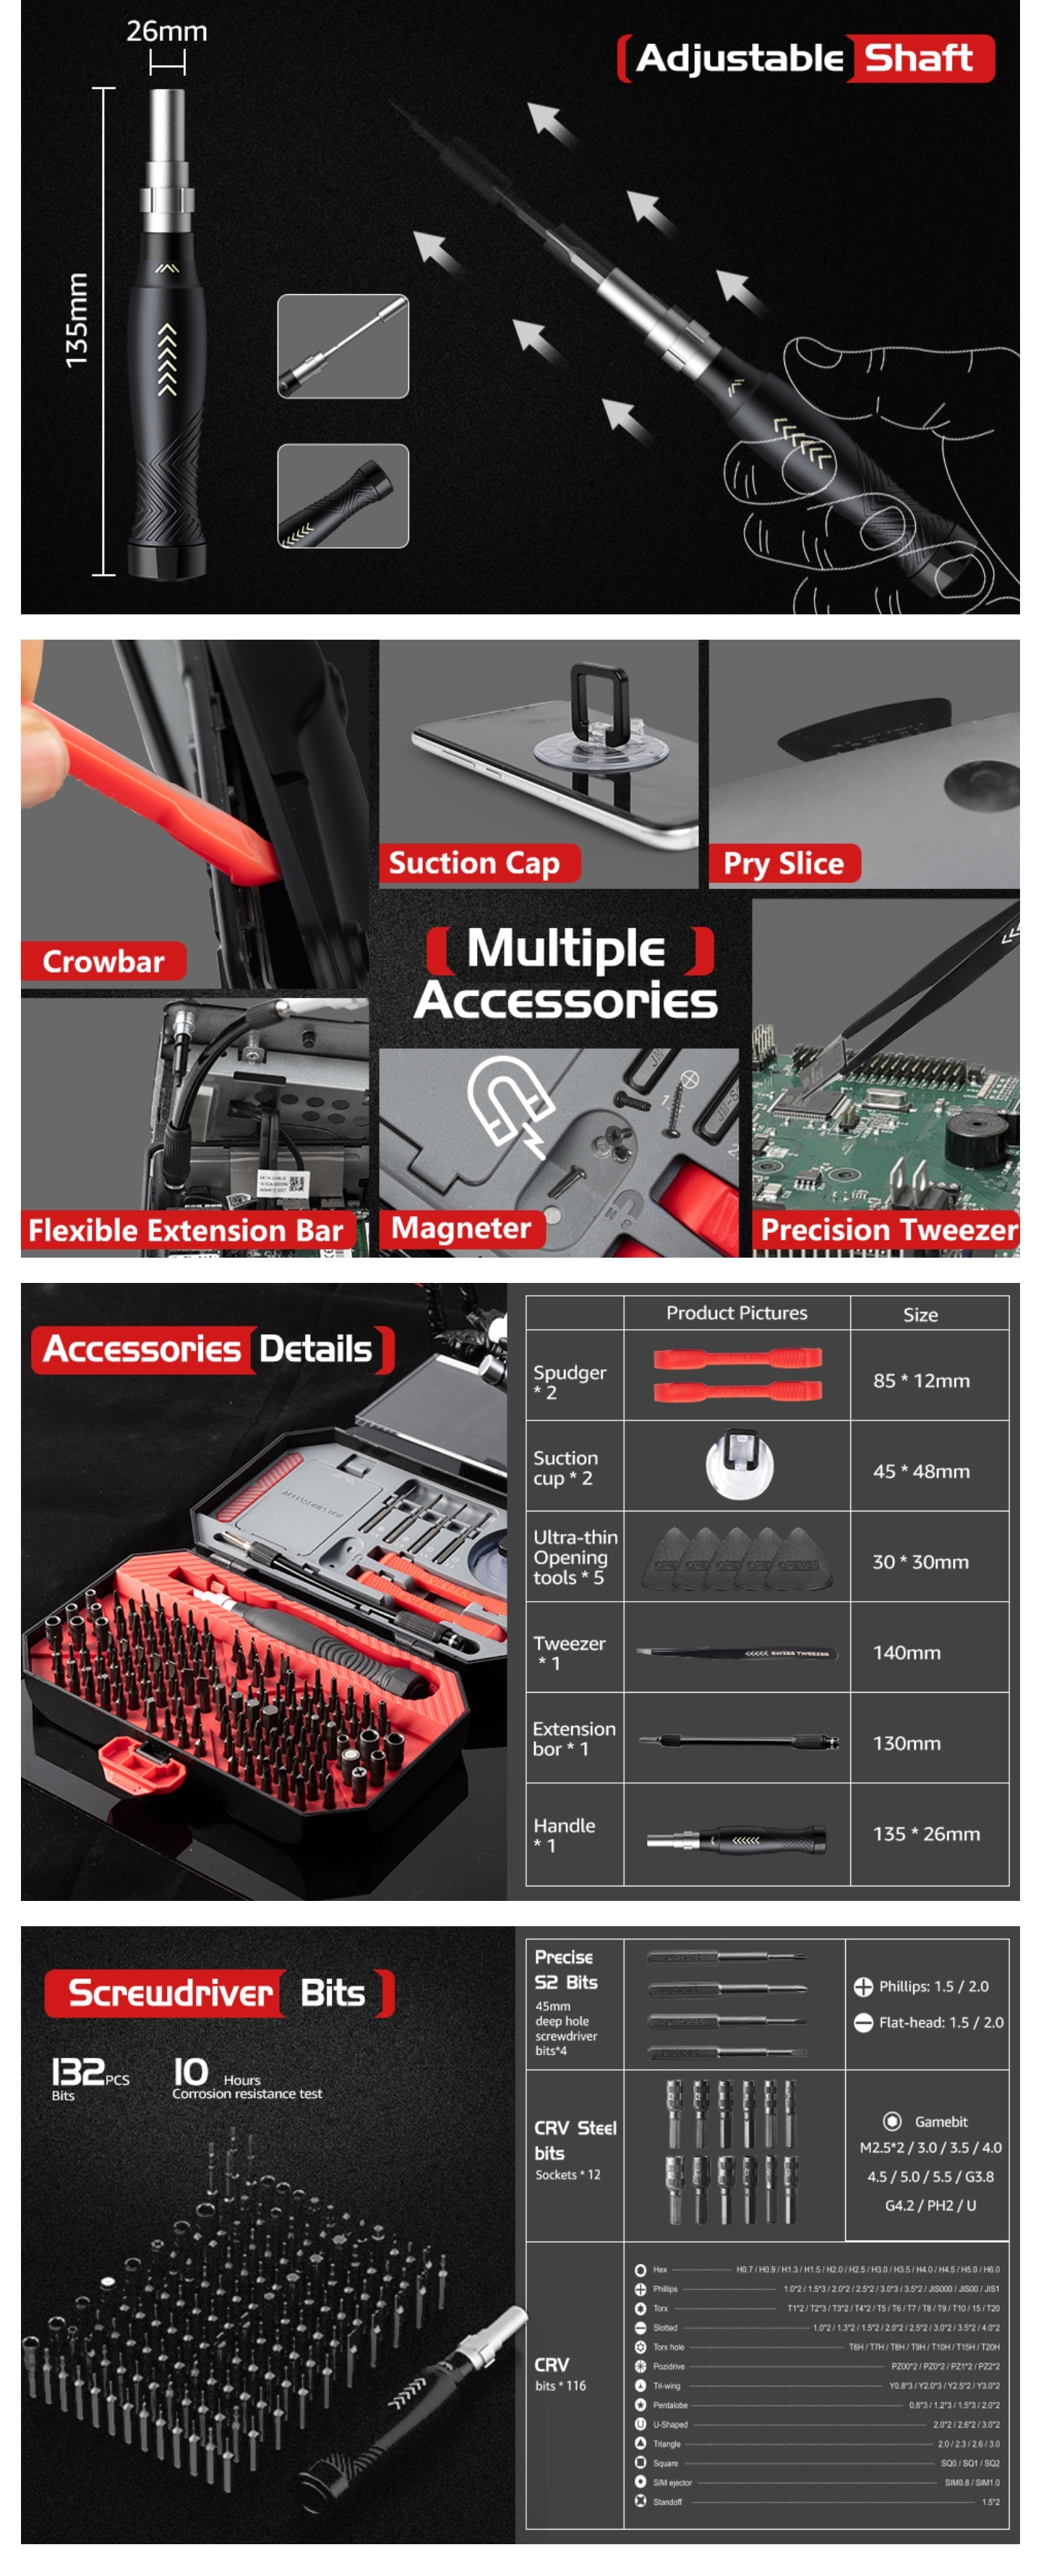 26mm
Adjustable Shaft
135mm
Suction Cap
Pry Slice
Crowbar
Multiple
Accessories
Flexible Extension Bar
Magneter
Precision Tweezer
Accessories Details
Product Pictures
Size
Spudger
* 2
85 * 12mm
Suction
cup * 2
45 * 48mm
Ultra-thin
Opening
tools * 5
30 * 30mm
Tweezer
* 1
SWISS TWEEZER
140mm
Extension
bor * 1
130mm
Handle
* 1
135 * 26mm
Screwdriver Bits
132PCS
Bits
10 Hours
Corrosion resistance test
Precise
S2 Bits
45mm
deep hole
screwdriver
bits*4
Phillips: 1.5 / 2.0
Flat-head: 1.5 / 2.0
CRV Steel
bits
Sockets * 12
Gamebit
M2.5*2 / 3.0 / 3.5 / 4.0
4.5 / 5.0 / 5.5 / G3.8
G4.2 / PH2 / U
CRV
bits * 116
Hex H0.7 / H0.9 / H1.3 / H1.5 / H2.0 / H2.5 / H3.0 / H3.5 / H4.0 / H4.5 / H5.0 / H6.0
Phillips 1.0*2 / 1.5*3 / 2.0*2 / 2.5*2 / 3.0*3 / 3.5*2 / JIS000 / JIS00 / JIS1
Torx T1*2 / T2*3 / T3*2 / T4*2 / T5 / T6 / T7 / T8 / T9 / T10 / 15 / T20
Slotted 1.0*2 / 1.3*2 / 1.5*2 / 2.0*2 / 2.5*2 / 3.0*2 / 3.5*2 / 4.0*2
Torx hole T6H / T7H / T8H / T9H / T10H / T15H / T20H
Pozidrive PZ00*2 / PZ0*2 / PZ1*2 / PZ2*2
Tri-wing Y0.8*3 / Y2.0*3 / Y2.5*2 / Y3.0*2
Pentalobe 0.8*3 / 1.2*3 / 1.5*3 / 2.0*2
U-Shaped 2.0*2 / 2.6*2 / 3.0*2
Triangle 2.0 / 2.3 / 2.6 / 3.0
Square SQ0 / SQ1 / SQ2
SIM ejector SIM0.8 / SIM1.0
Standoff 1.5*2